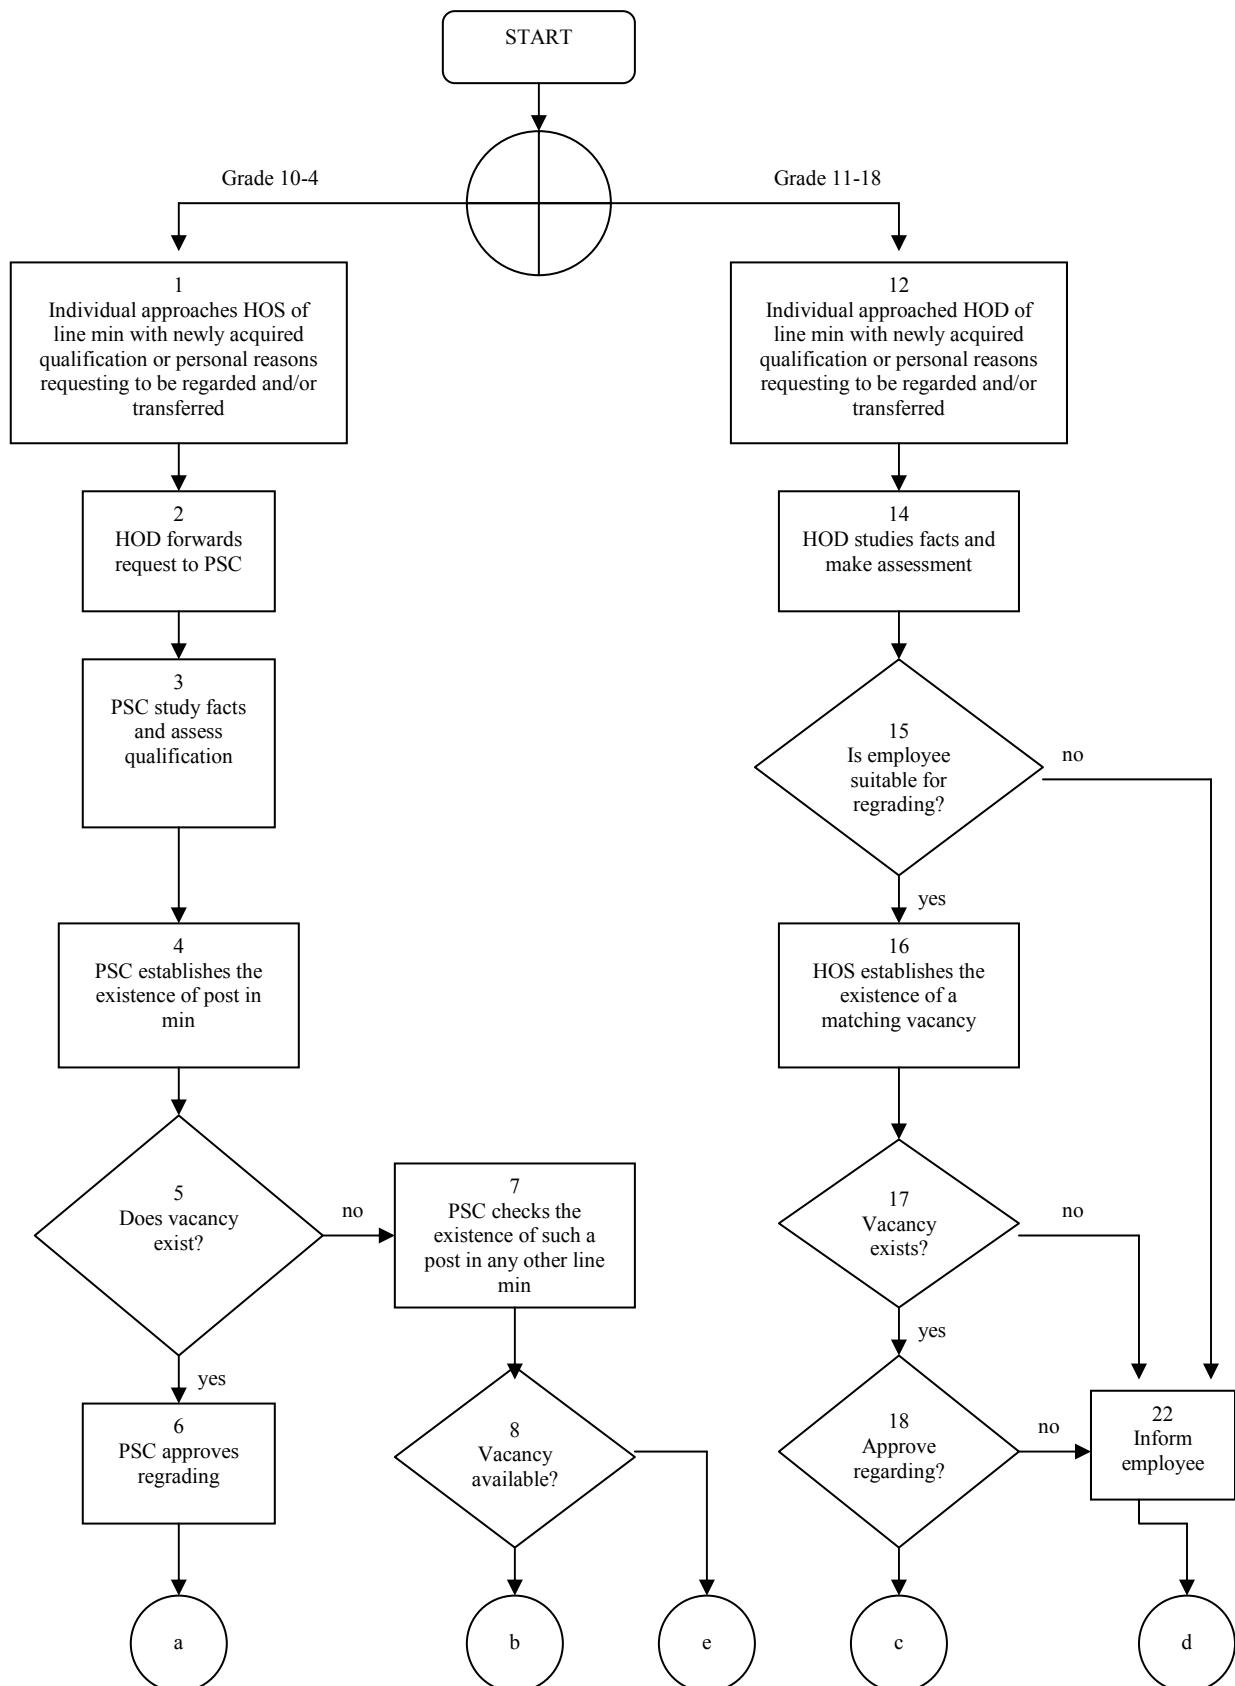 START
Grade 10-4
Grade 11-18
1
Individual approaches HOS of
line min with newly acquired
qualification or personal reasons
requesting to be regarded and/or
transferred
12
Individual approached HOD of
line min with newly acquired
qualification or personal reasons
requesting to be regarded and/or
transferred
2
HOD forwards
request to PSC
14
HOD studies facts and
make assessment
3
PSC study facts
and assess
qualification
15
Is employee
suitable for
regrading?
no
yes
4
PSC establishes the
existence of post in
min
16
HOS establishes the
existence of a
matching vacancy
5
Does vacancy
exist?
no
7
PSC checks the
existence of such a
post in any other line
min
17
Vacancy
exists?
no
yes
yes
6
PSC approves
regrading
8
Vacancy
available?
18
Approve
regarding?
no
22
Inform
employee
a
b
e
c
d